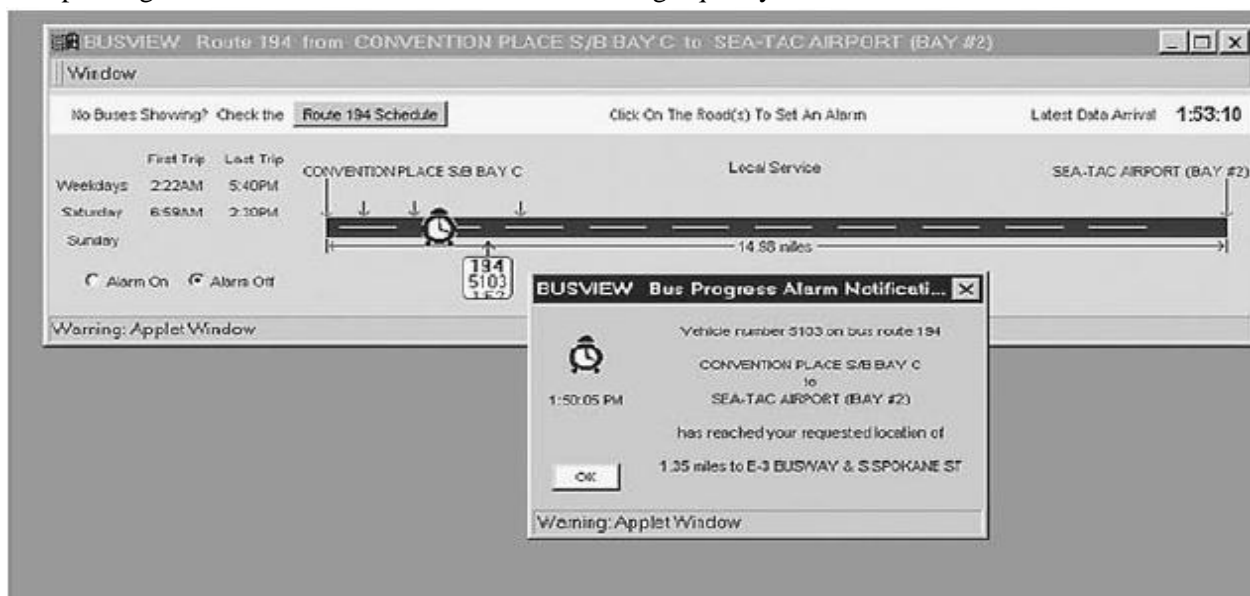 BUSVIEW Route 194 from CONVENTION PLACE S/B BAY C to SEA-TAC AIRPORT (BAY #2)
Window
No Buses Showing? Check the Route 194 Schedule Click On The Road(s) To Set An Alarm Latest Data Arrival 1:53:10
First Trip Last Trip
CONVENTION PLACE S/B BAY C Local Service SEA-TAC AIRPORT (BAY #2)
Weekdays 2:22AM 5:40PM
Saturday 6:59AM 2:30PM
Sunday
14.98 miles
Alarm On Alarm Off
194
5103
Warning: Applet Window
BUSVIEW Bus Progress Alarm Notificati...
Vehicle number 5103 on bus route 194
CONVENTION PLACE S/B BAY C
to
1:50:05 PM SEA-TAC AIRPORT (BAY #2)
has reached your requested location of
1.35 miles to E-3 BUSWAY & S SPOKANE ST
OK
Warning: Applet Window